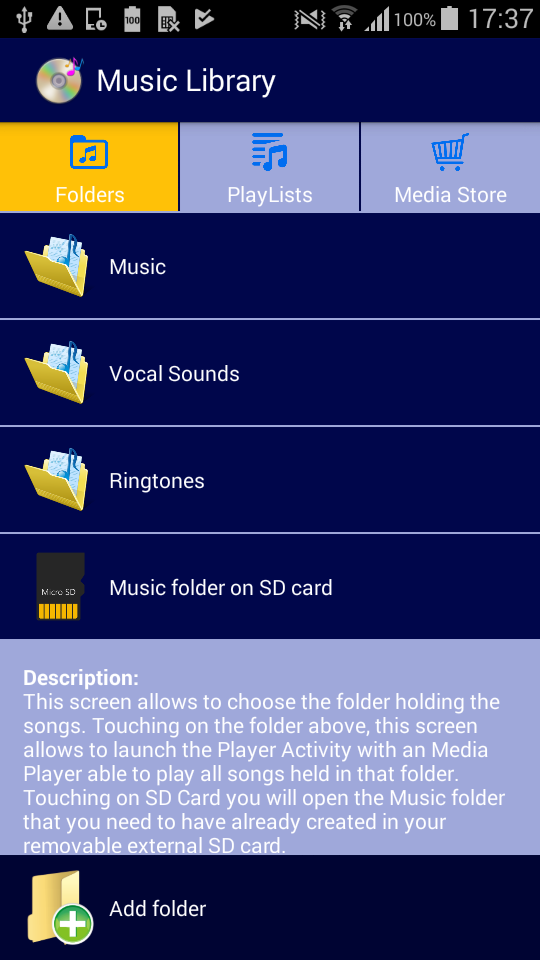 100
100% 17:37
Music Library
Folders
PlayLists
Media Store
Music
Vocal Sounds
Ringtones
Micro SD
Music folder on SD card
Description:
This screen allows to choose the folder holding the
songs. Touching on the folder above, this screen
allows to launch the Player Activity with an Media
Player able to play all songs held in that folder.
Touching on SD Card you will open the Music folder
that you need to have already created in your
removable external SD card.
Add folder